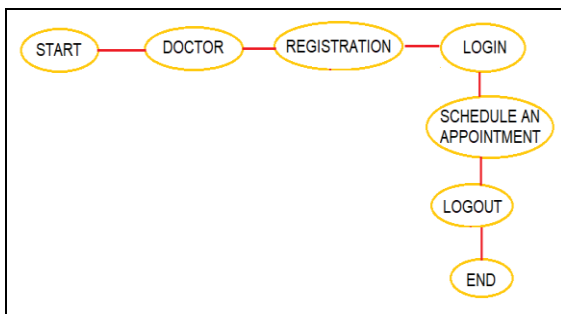 START
DOCTOR
REGISTRATION
LOGIN
SCHEDULE AN
APPOINTMENT
LOGOUT
END